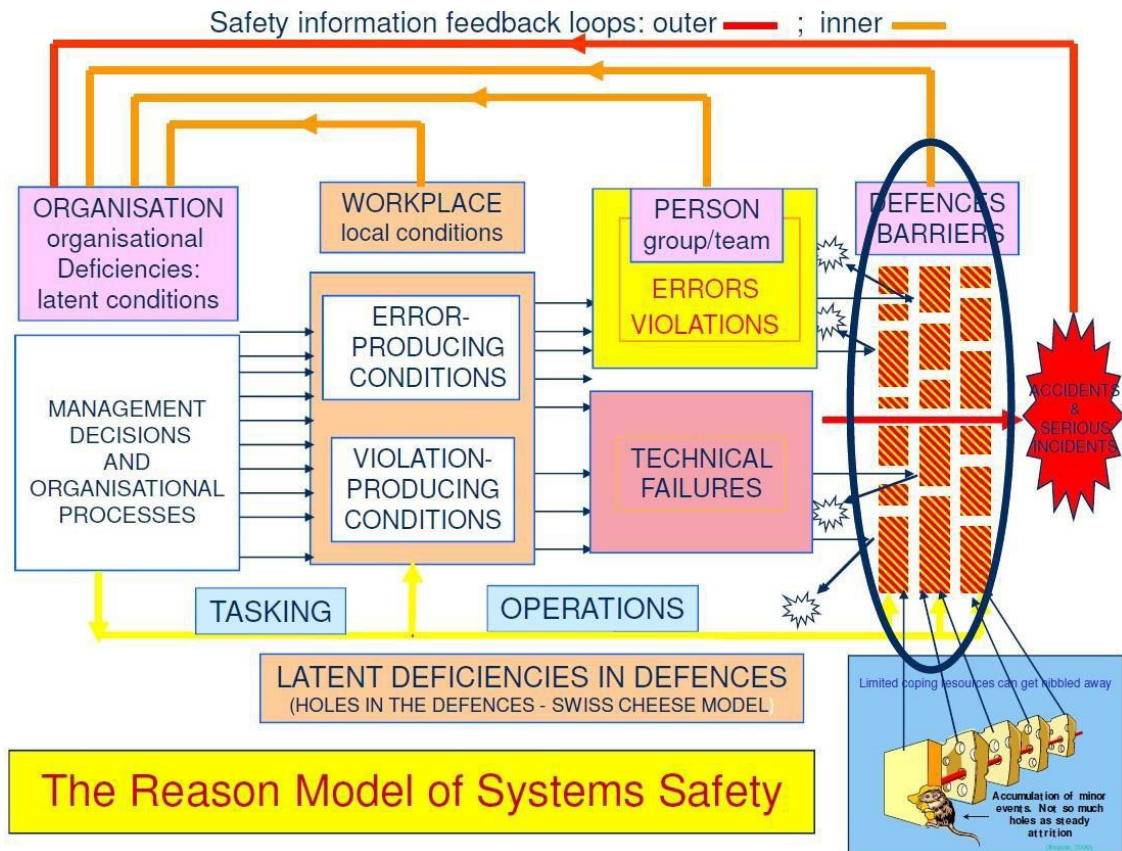 Safety information feedback loops: outer ; inner
ORGANISATION
organisational
Deficiencies:
latent conditions
WORKPLACE
local conditions
PERSON
group/team
ERRORS
VIOLATIONS
DEFENCES
BARRIERS
MANAGEMENT
DECISIONS
AND
ORGANISATIONAL
PROCESSES
ERROR-
PRODUCING
CONDITIONS
VIOLATION-
PRODUCING
CONDITIONS
TECHNICAL
FAILURES
ACCIDENTS
&
SERIOUS
INCIDENTS
TASKING
OPERATIONS
LATENT DEFICIENCIES IN DEFENCES
(HOLES IN THE DEFENCES - SWISS CHEESE MODEL)
The Reason Model of Systems Safety
Limited coping resources can get nibbled away
Accumulation of minor
events. Not so much
holes as steady
attrition